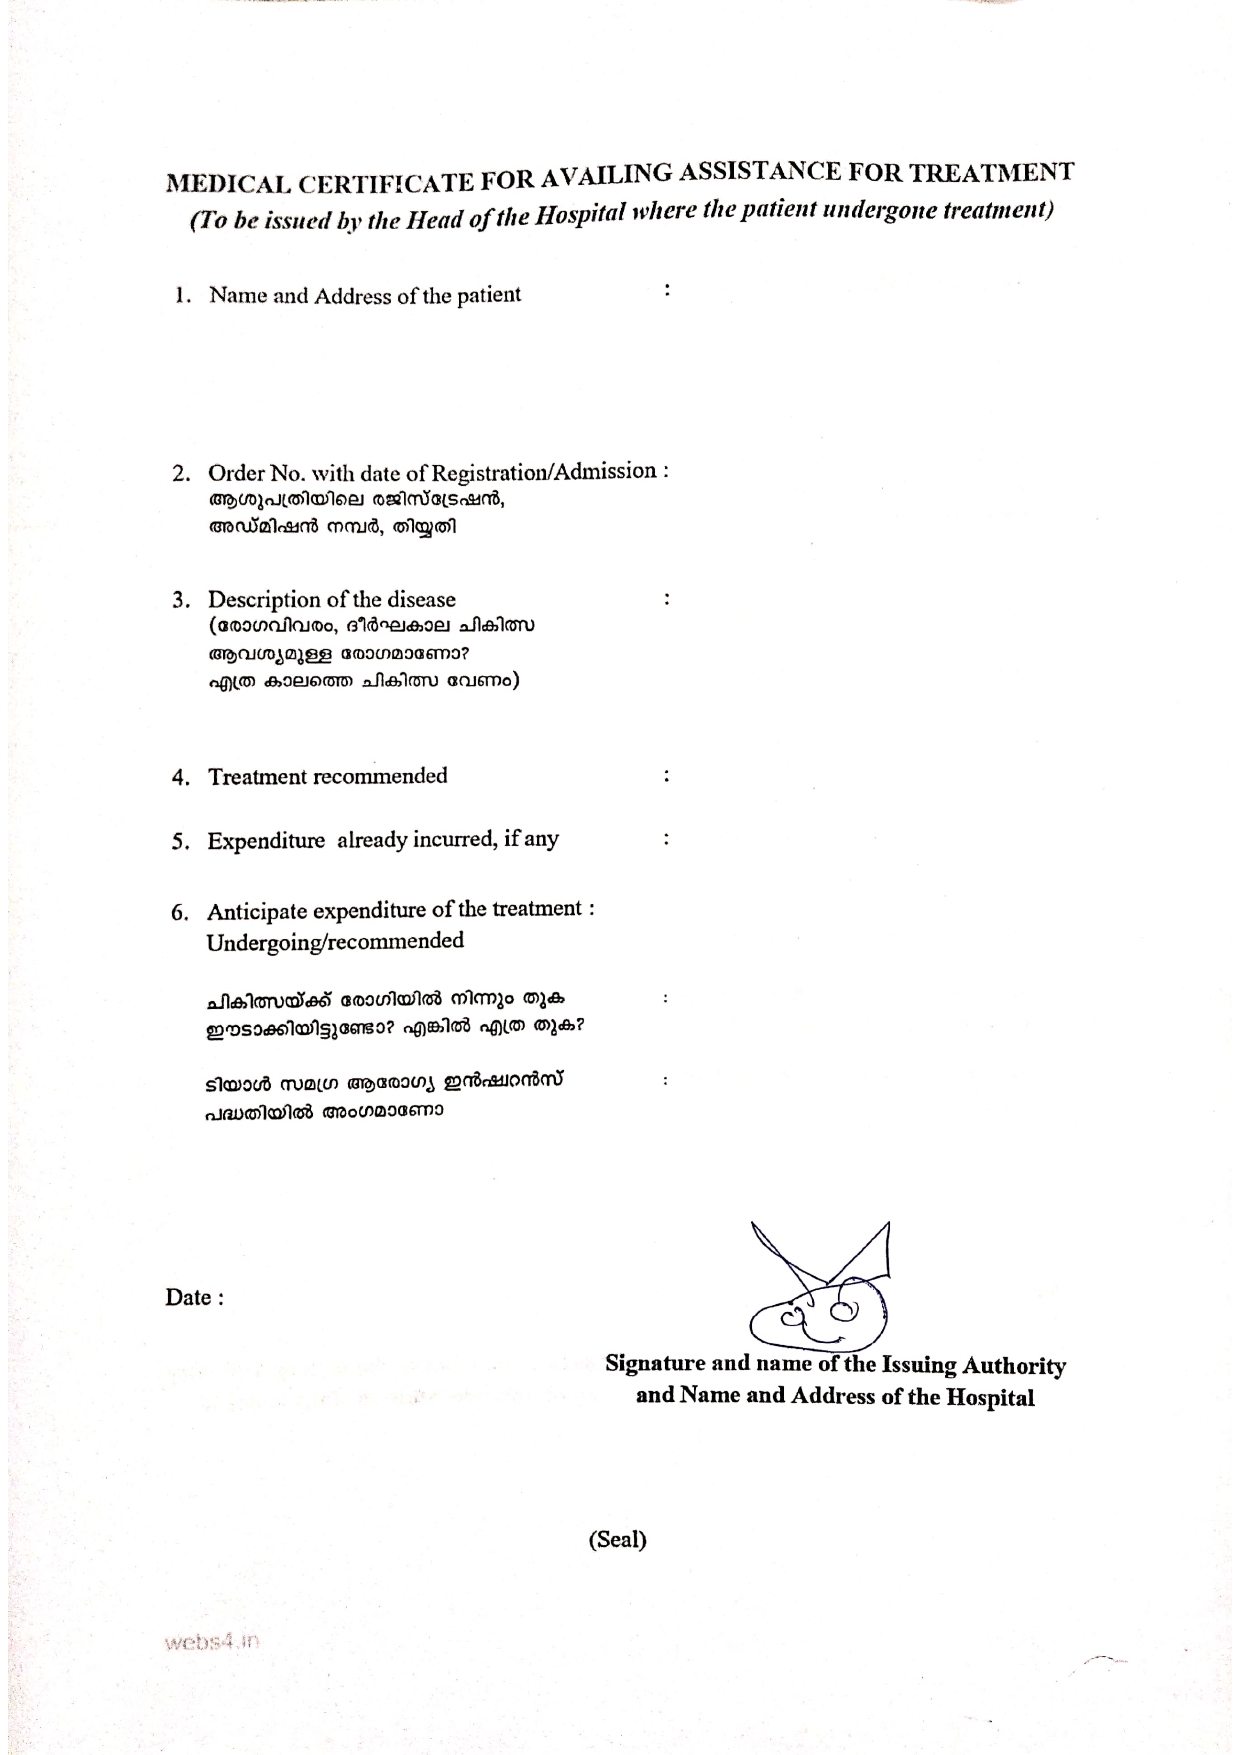 MEDICAL CERTIFICATE FOR AVAILING ASSISTANCE FOR TREATMENT
(To be issued by the Head of the Hospital where the patient undergone treatment)
1. Name and Address of the patient :
2. Order No. with date of Registration/Admission :
ആശുപത്രിയിലെ രജിസ്ട്രേഷൻ,
അഡ്മിഷൻ നമ്പർ, തിയ്യതി
3. Description of the disease :
(രോഗവിവരം, ദീർഘകാല ചികിത്സ
ആവശ്യമുള്ള രോഗമാണോ?
എത്ര കാലത്തെ ചികിത്സ വേണം)
4. Treatment recommended :
5. Expenditure already incurred, if any :
6. Anticipate expenditure of the treatment :
Undergoing/recommended
ചികിത്സയ്ക്ക് രോഗിയിൽ നിന്നും തുക :
ഈടാക്കിയിട്ടുണ്ടോ? എങ്കിൽ എത്ര തുക?
ടിയാൾ സമഗ്ര ആരോഗ്യ ഇൻഷുറൻസ് :
പദ്ധതിയിൽ അംഗമാണോ
Date :
Signature and name of the Issuing Authority
and Name and Address of the Hospital
(Seal)
webs4.in